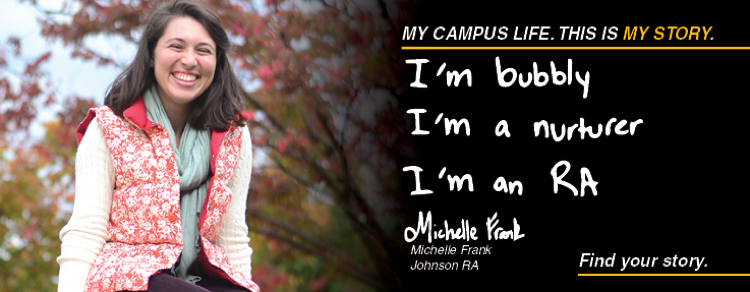 MY CAMPUS LIFE. THIS IS MY STORY.
I'm bubbly
I'm a nurturer
I'm an RA
Michelle Frank
Michelle Frank
Johnson RA
Find your story.